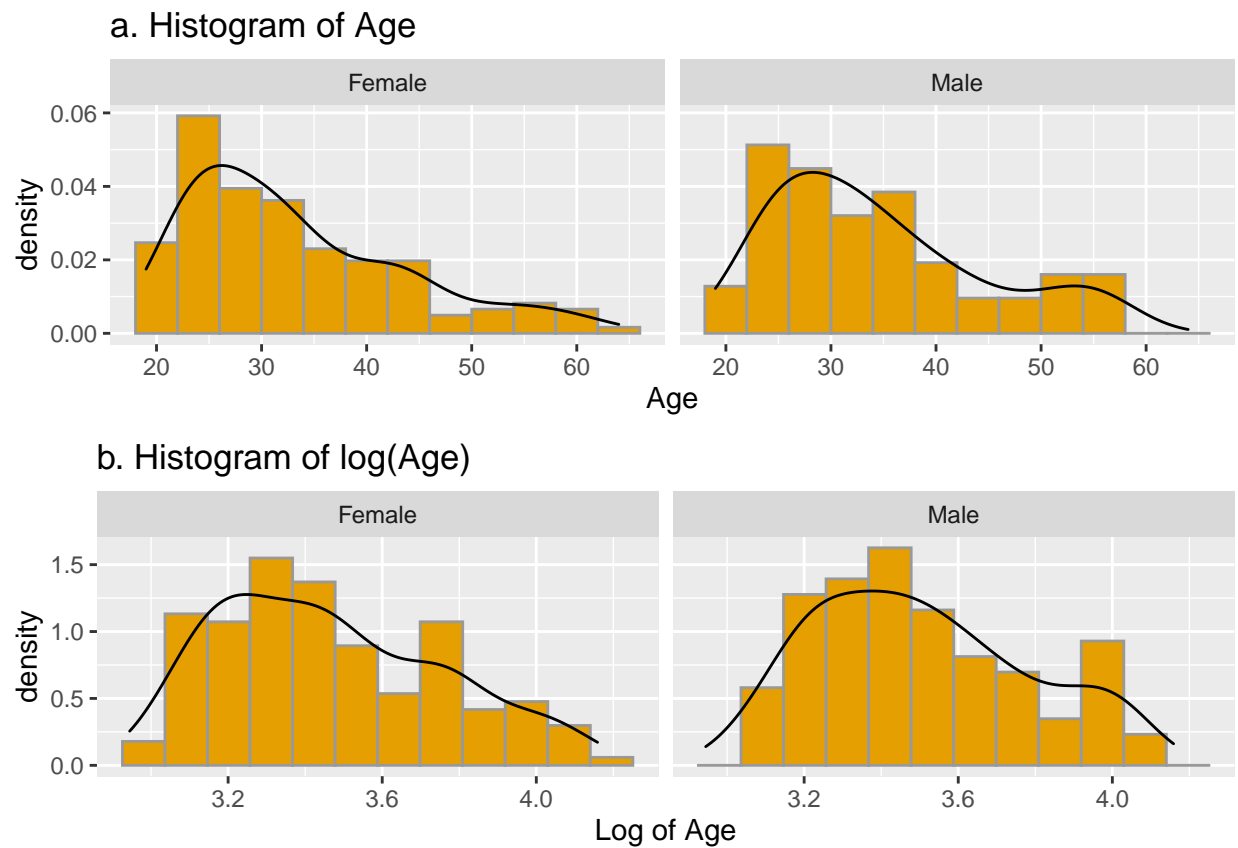 a. Histogram of Age
Female Male
density
0.06
0.04
0.02
0.00
20 30 40 50 60 20 30 40 50 60
Age
b. Histogram of log(Age)
Female Male
density
1.5
1.0
0.5
0.0
3.2 3.6 4.0 3.2 3.6 4.0
Log of Age